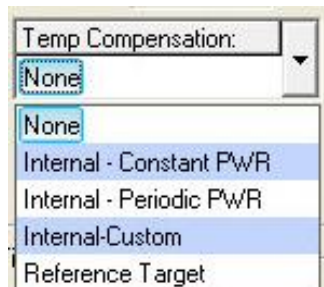 Temp Compensation:
None
None
Internal - Constant PWR
Internal - Periodic PWR
Internal-Custom
Reference Target